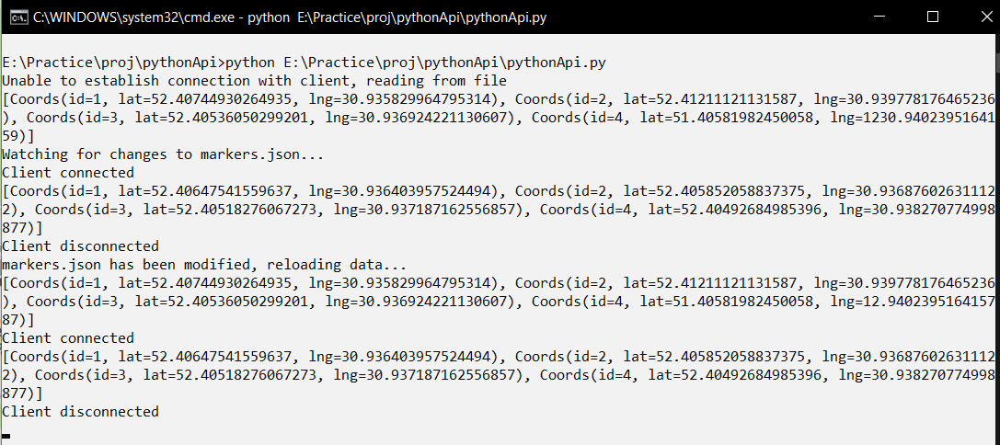 C:\WINDOWS\system32\cmd.exe - python E:\Practice\proj\pythonApi\pythonApi.py
E:\Practice\proj\pythonApi>python E:\Practice\proj\pythonApi\pythonApi.py
Unable to establish connection with client, reading from file
[Coords(id=1, lat=52.40744930264935, lng=30.935829964795314), Coords(id=2, lat=52.41211121131587, lng=30.939778176465236
), Coords(id=3, lat=52.40536050299201, lng=30.936924221130607), Coords(id=4, lat=51.40581982450058, lng=1230.94023951641
59)]
Watching for changes to markers.json...
Client connected
[Coords(id=1, lat=52.40647541559637, lng=30.936403957524494), Coords(id=2, lat=52.405852058837375, lng=30.93687602631112
2), Coords(id=3, lat=52.40518276067273, lng=30.937187162556857), Coords(id=4, lat=52.40492684985396, lng=30.938270774998
877)]
Client disconnected
markers.json has been modified, reloading data...
[Coords(id=1, lat=52.40744930264935, lng=30.935829964795314), Coords(id=2, lat=52.41211121131587, lng=30.939778176465236
), Coords(id=3, lat=52.40536050299201, lng=30.936924221130607), Coords(id=4, lat=51.40581982450058, lng=12.9402395164157
87)]
Client connected
[Coords(id=1, lat=52.40647541559637, lng=30.936403957524494), Coords(id=2, lat=52.405852058837375, lng=30.93687602631112
2), Coords(id=3, lat=52.40518276067273, lng=30.937187162556857), Coords(id=4, lat=52.40492684985396, lng=30.938270774998
877)]
Client disconnected